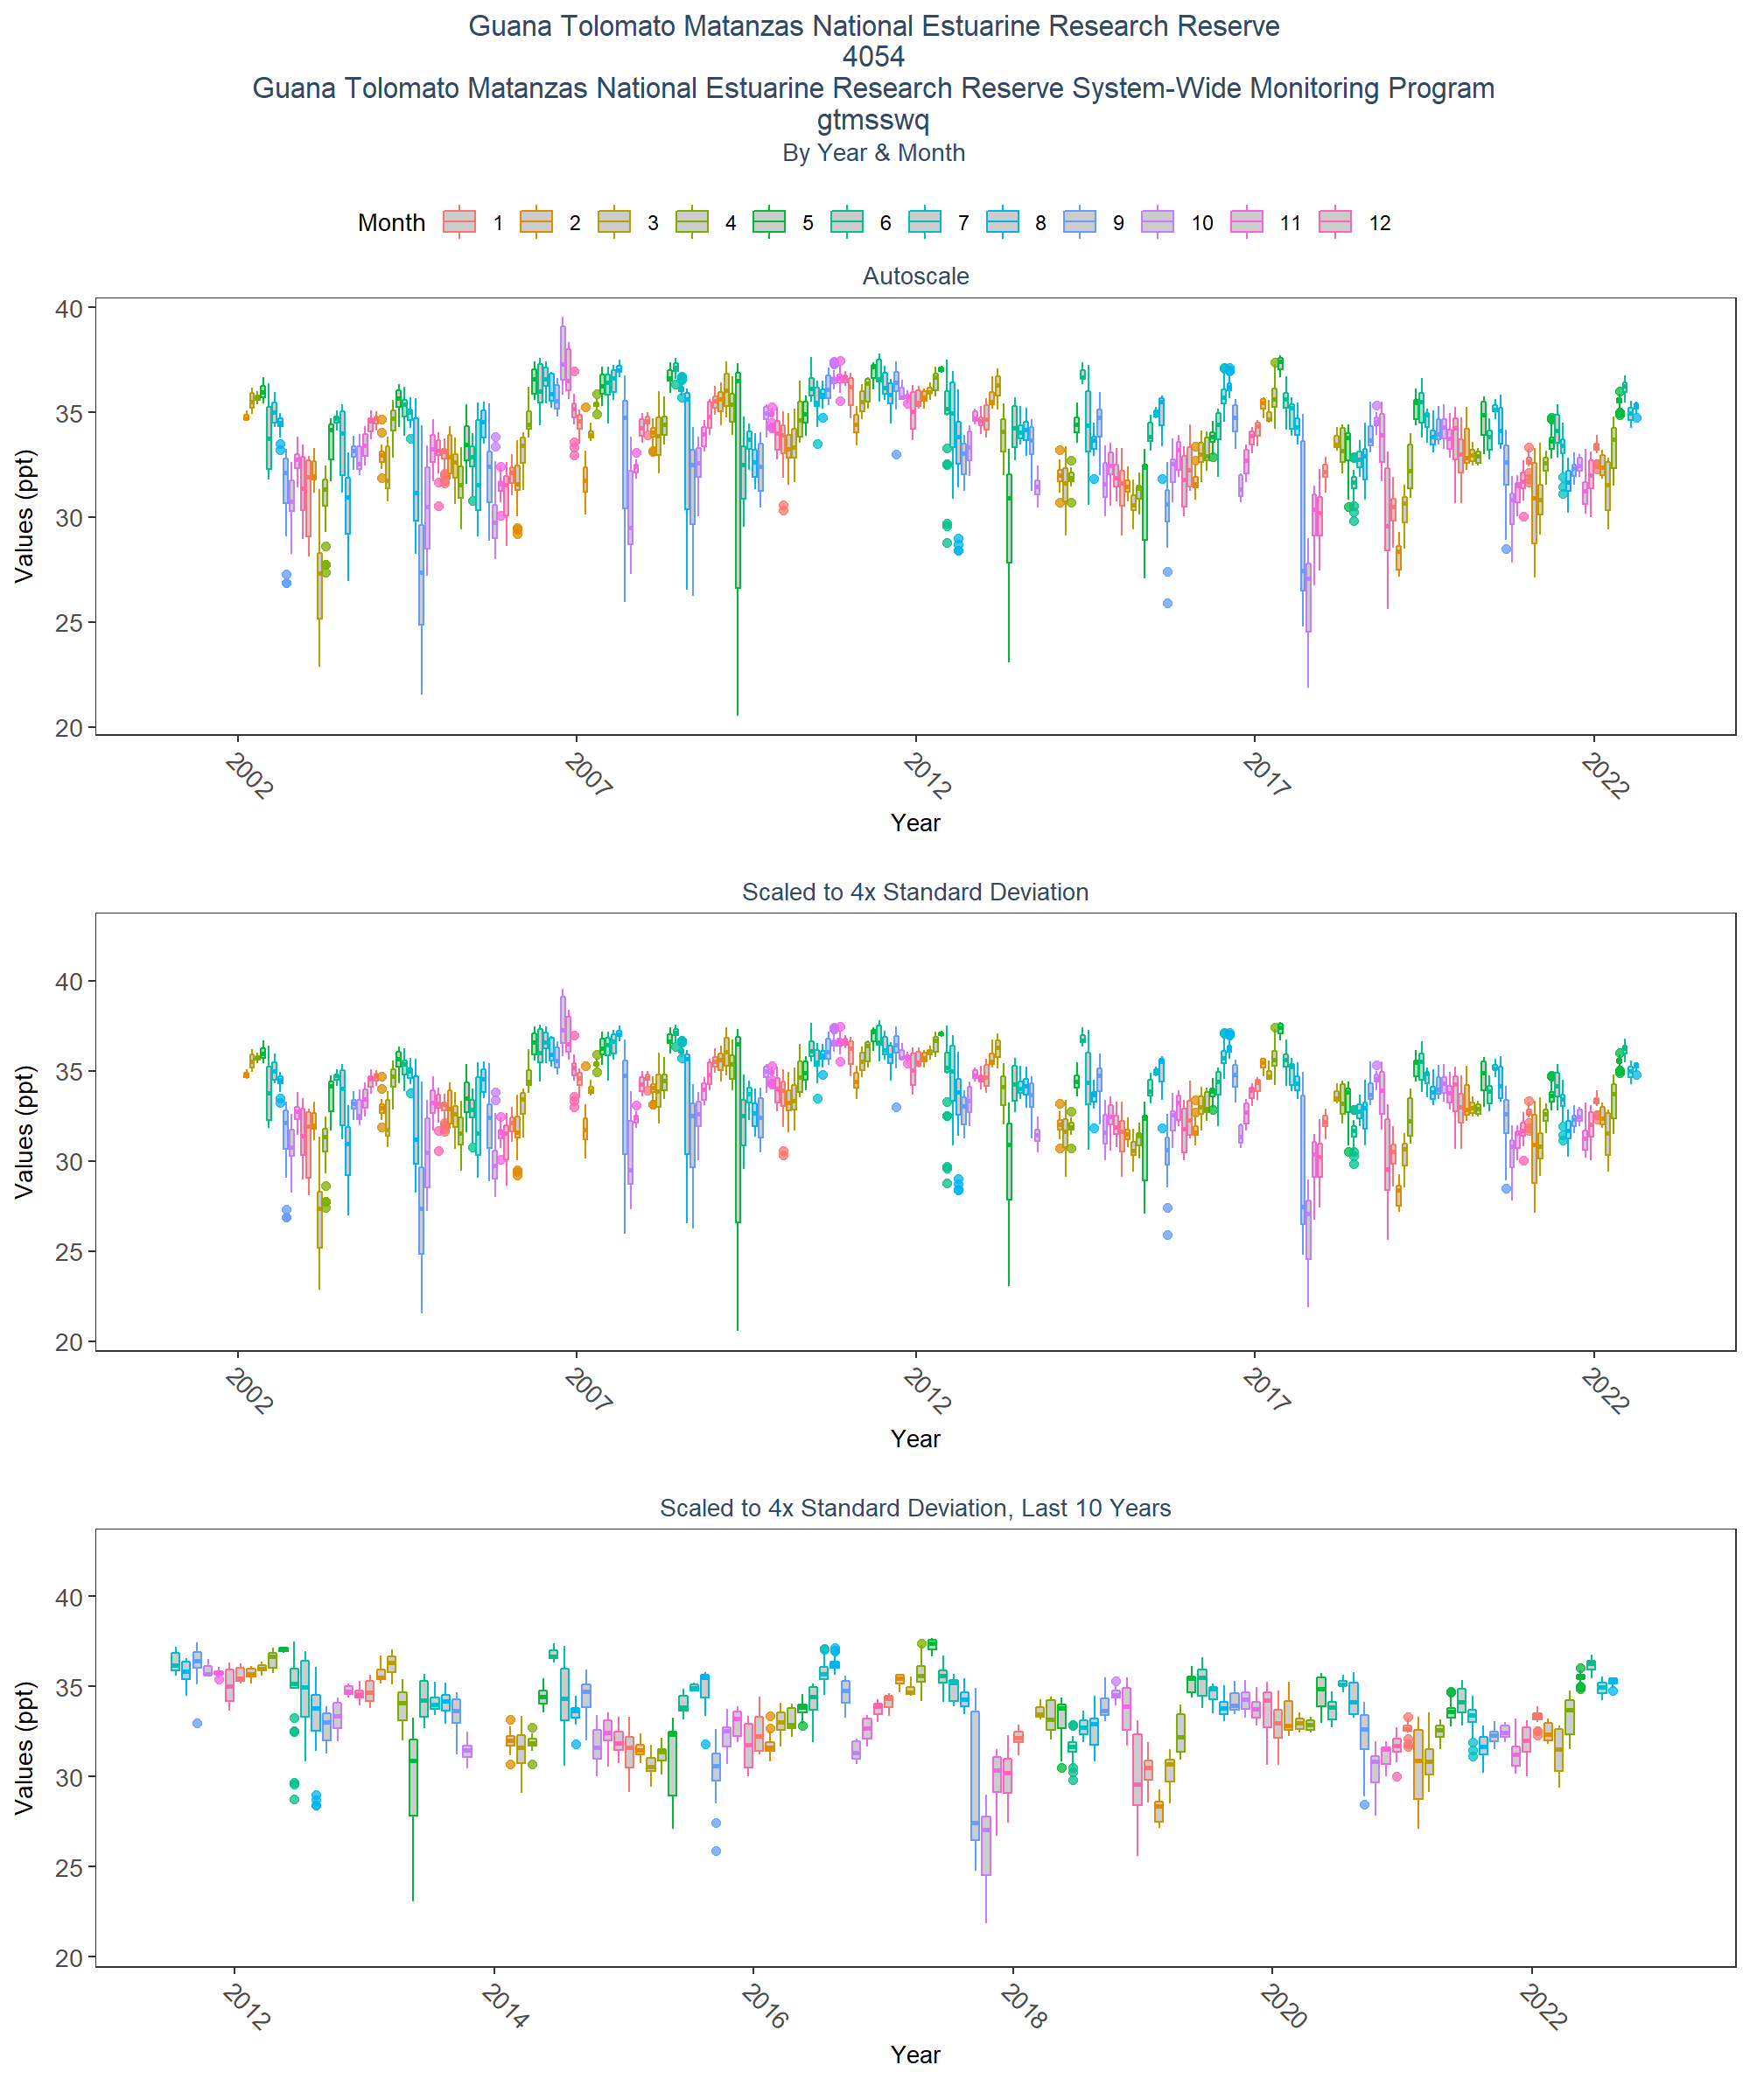 Guana Tolomato Matanzas National Estuarine Research Reserve
4054
Guana Tolomato Matanzas National Estuarine Research Reserve System-Wide Monitoring Program
gtmsswq
By Year & Month
Month 1 2 3 4 5 6 7 8 9 10 11 12
Autoscale
Values (ppt)
40
35
30
25
20
2002 2007 2012 2017 2022
Year
Scaled to 4x Standard Deviation
Values (ppt)
40
35
30
25
20
2002 2007 2012 2017 2022
Year
Scaled to 4x Standard Deviation, Last 10 Years
Values (ppt)
40
35
30
25
20
2012 2014 2016 2018 2020 2022
Year